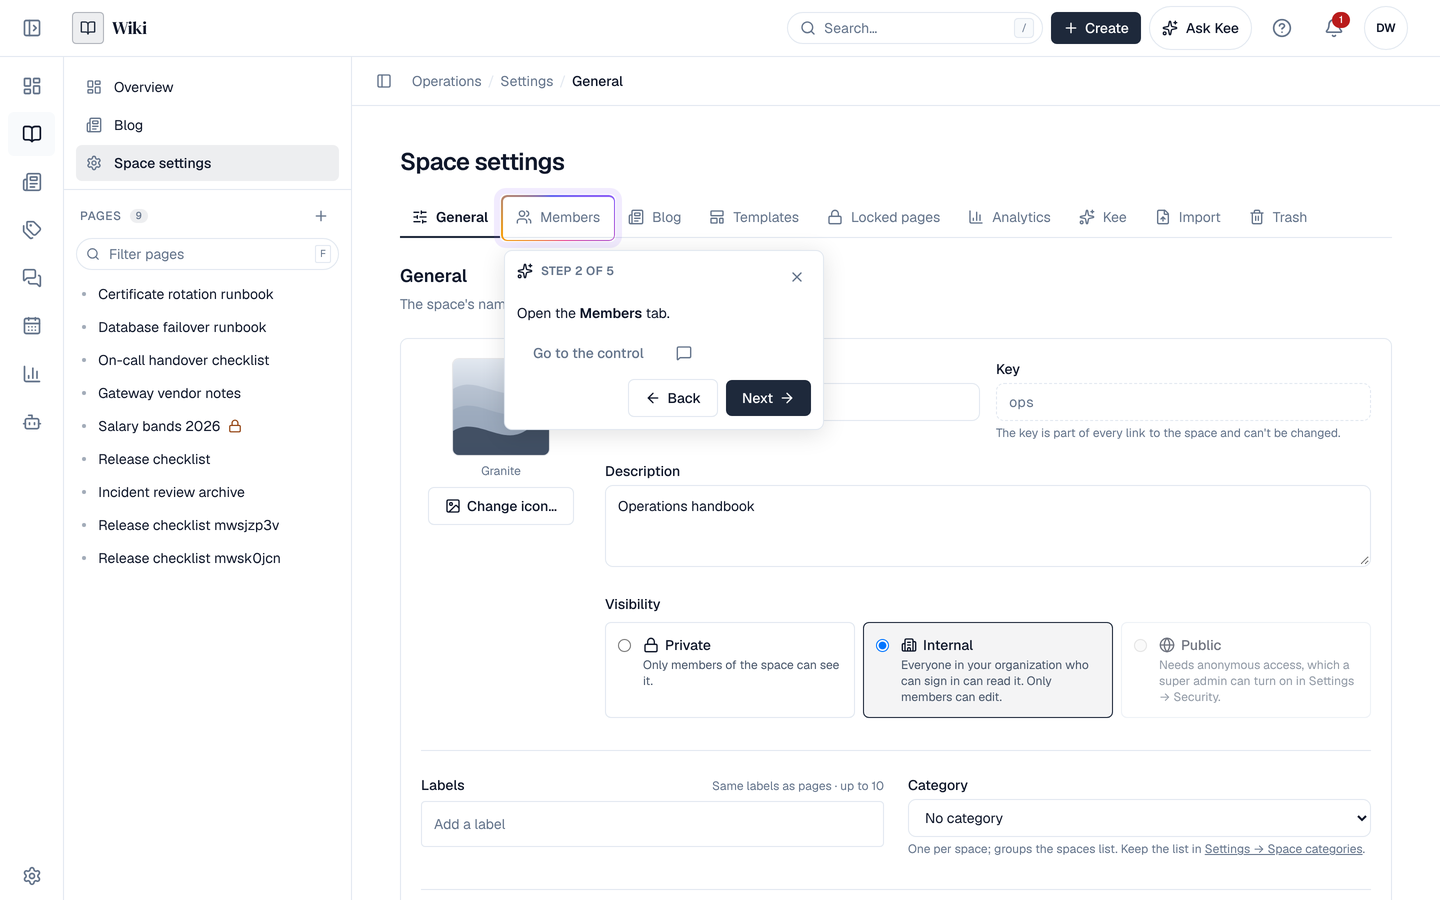 Wiki
Search...
/
Create
Ask Kee
1
DW
Overview
Blog
Space settings
PAGES 9
Filter pages
F
Certificate rotation runbook
Database failover runbook
On-call handover checklist
Gateway vendor notes
Salary bands 2026
Release checklist
Incident review archive
Release checklist mwsjzp3v
Release checklist mwsk0jcn
Operations / Settings / General
Space settings
General
Members
Blog
Templates
Locked pages
Analytics
Kee
Import
Trash
General
The space's nam
STEP 2 OF 5
Open the Members tab.
Go to the control
Back
Next
Granite
Change icon...
Key
ops
The key is part of every link to the space and can't be changed.
Description
Operations handbook
Visibility
Private
Only members of the space can see
it.
Internal
Everyone in your organization who
can sign in can read it. Only
members can edit.
Public
Needs anonymous access, which a
super admin can turn on in Settings
→ Security.
Labels
Same labels as pages · up to 10
Add a label
Category
No category
One per space; groups the spaces list. Keep the list in Settings → Space categories.